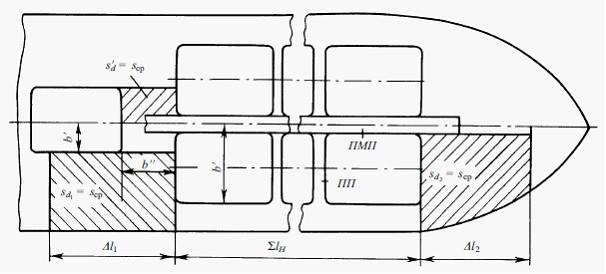 s′d = sср
b′
b″
b′
ПМП
ПП
sd₁ = sср
sd₂ = sср
Δl₁
ΣlН
Δl₂